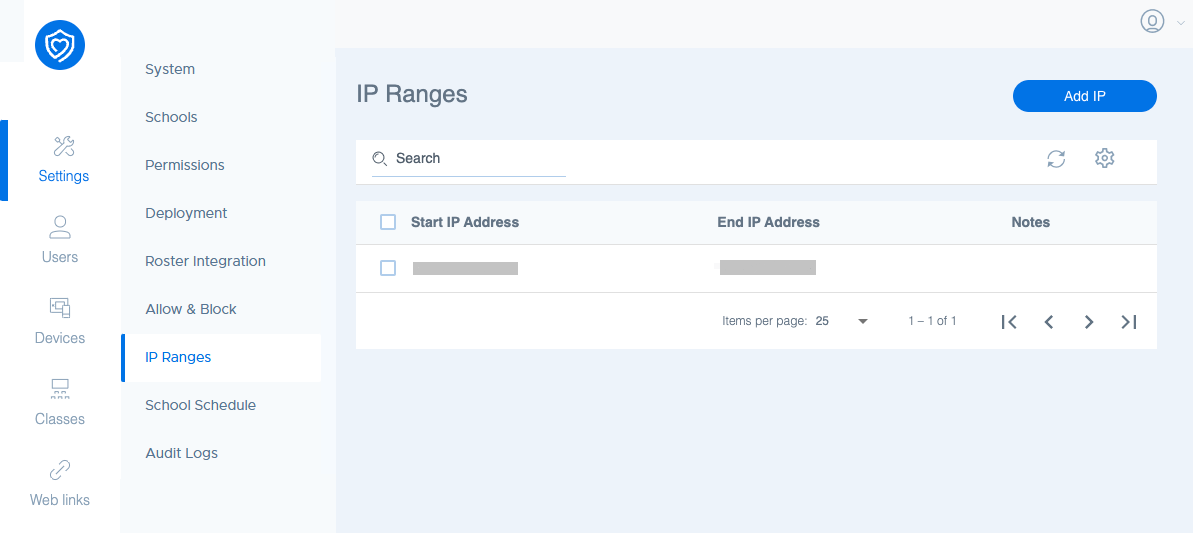 Settings
Users
Devices
Classes
Web links
System
Schools
Permissions
Deployment
Roster Integration
Allow & Block
IP Ranges
School Schedule
Audit Logs
IP Ranges
Add IP
Search
Start IP Address End IP Address Notes
Items per page: 25 1 – 1 of 1